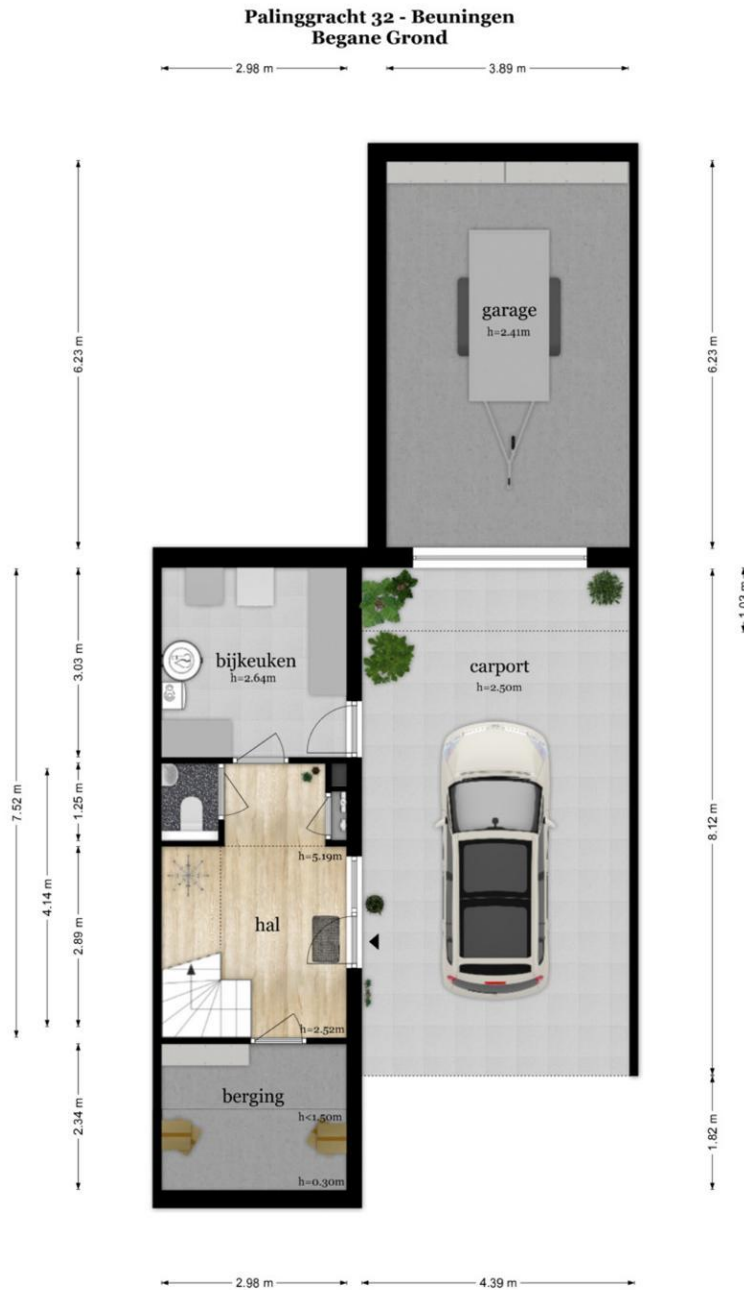 Palinggracht 32 - Beuningen
Begane Grond
2.98 m
3.89 m
6.23 m
garage
h=2.41m
6.23 m
7.52 m
3.03 m
bijkeuken
h=2.64m
carport
h=2.50m
1.03 m
4.14 m
1.25 m
2.89 m
h=5.19m
hal
h=2.52m
8.12 m
2.34 m
berging
h<1.50m
h=0.30m
1.82 m
2.98 m
4.39 m